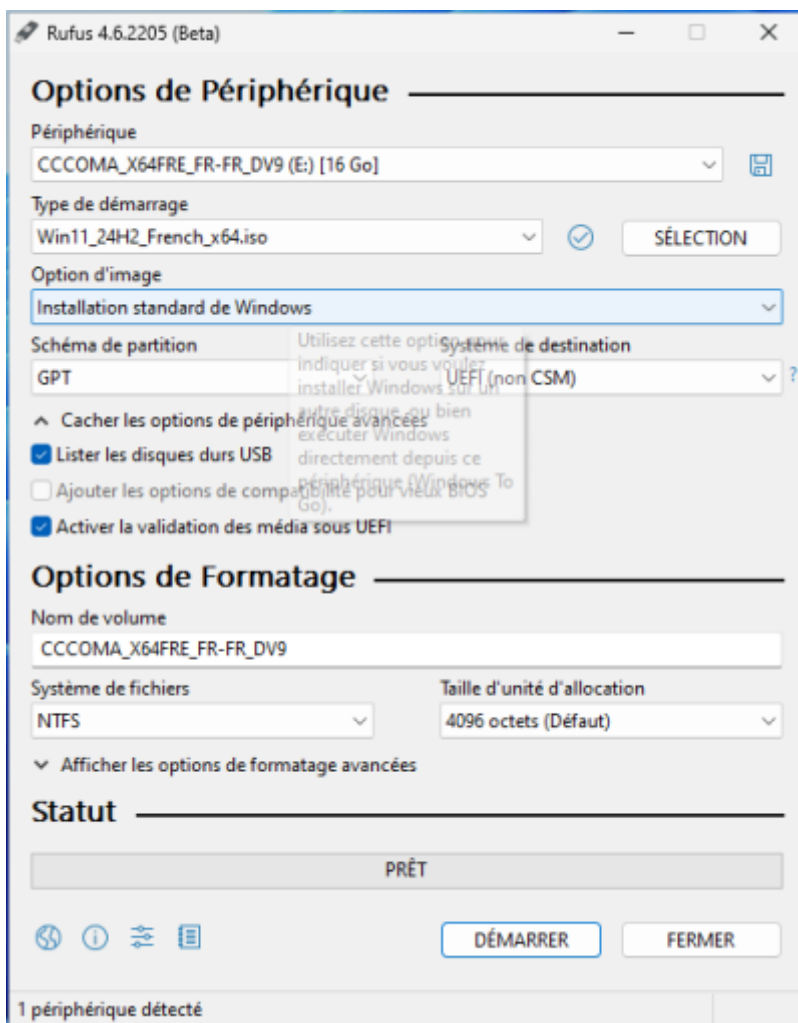 Rufus 4.6.2205 (Beta)
Options de Périphérique
Périphérique
CCCOMA_X64FRE_FR-FR_DV9 (E:) [16 Go]
Type de démarrage
Win11_24H2_French_x64.iso
SÉLECTION
Option d'image
Installation standard de Windows
Schéma de partition
Système de destination
GPT
UEFI (non CSM)
?
Utilisez cette option pour
indiquer si vous voulez
installer Windows sur un
autre disque, ou bien
exécuter Windows
directement depuis ce
périphérique (Windows To
Go).
Cacher les options de périphérique avancées
Lister les disques durs USB
Ajouter les options de compatibilité pour vieux BIOS
Activer la validation des média sous UEFI
Options de Formatage
Nom de volume
CCCOMA_X64FRE_FR-FR_DV9
Système de fichiers
Taille d'unité d'allocation
NTFS
4096 octets (Défaut)
Afficher les options de formatage avancées
Statut
PRÊT
DÉMARRER
FERMER
1 périphérique détecté